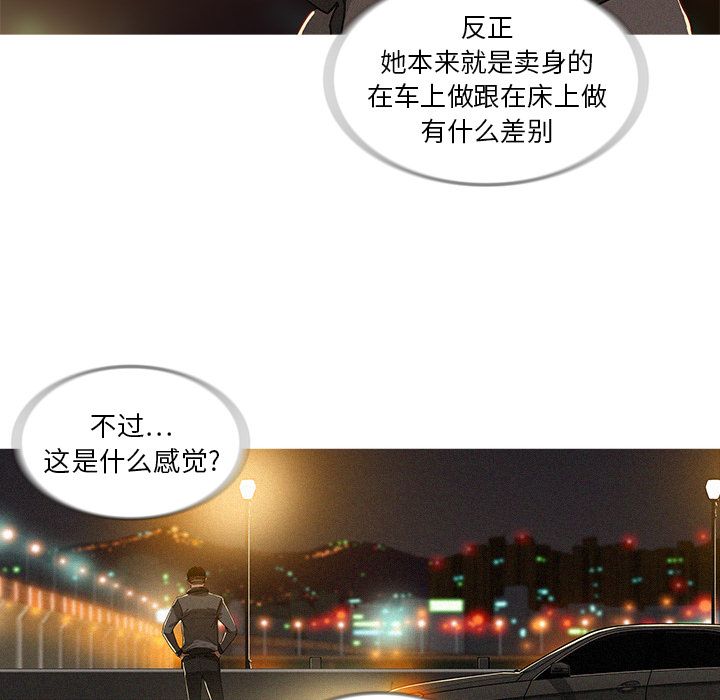 反正
她本来就是卖身的
在车上做跟在床上做
有什么差别
不过...
这是什么感觉?